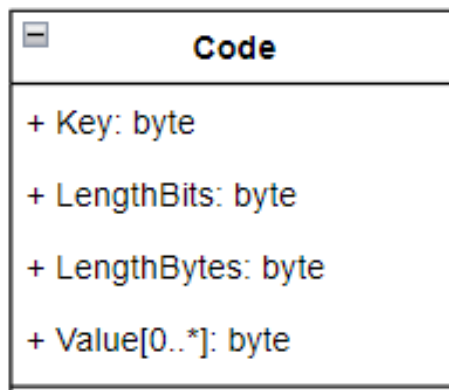 Code
+ Key: byte
+ LengthBits: byte
+ LengthBytes: byte
+ Value[0..*]: byte